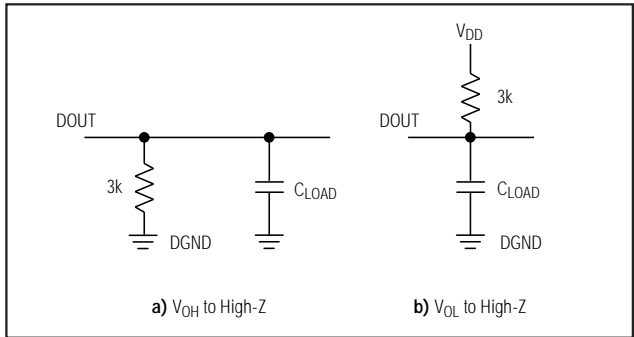 DOUT
3k
DGND
CLOAD
a) VOH to High-Z
VDD
3k
DOUT
CLOAD
DGND
b) VOL to High-Z